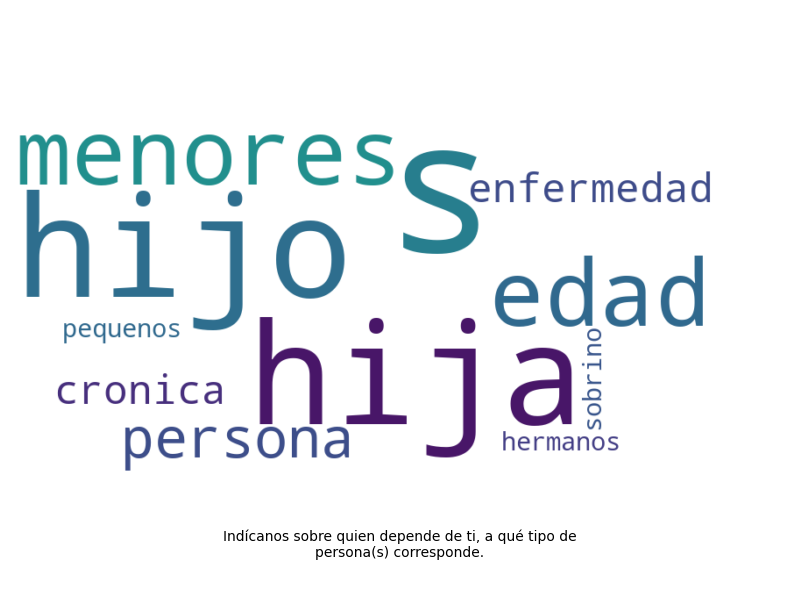 menores
s
enfermedad
hijo
edad
pequenos
hija
sobrino
cronica
persona
hermanos
Indícanos sobre quien depende de ti, a qué tipo de
persona(s) corresponde.